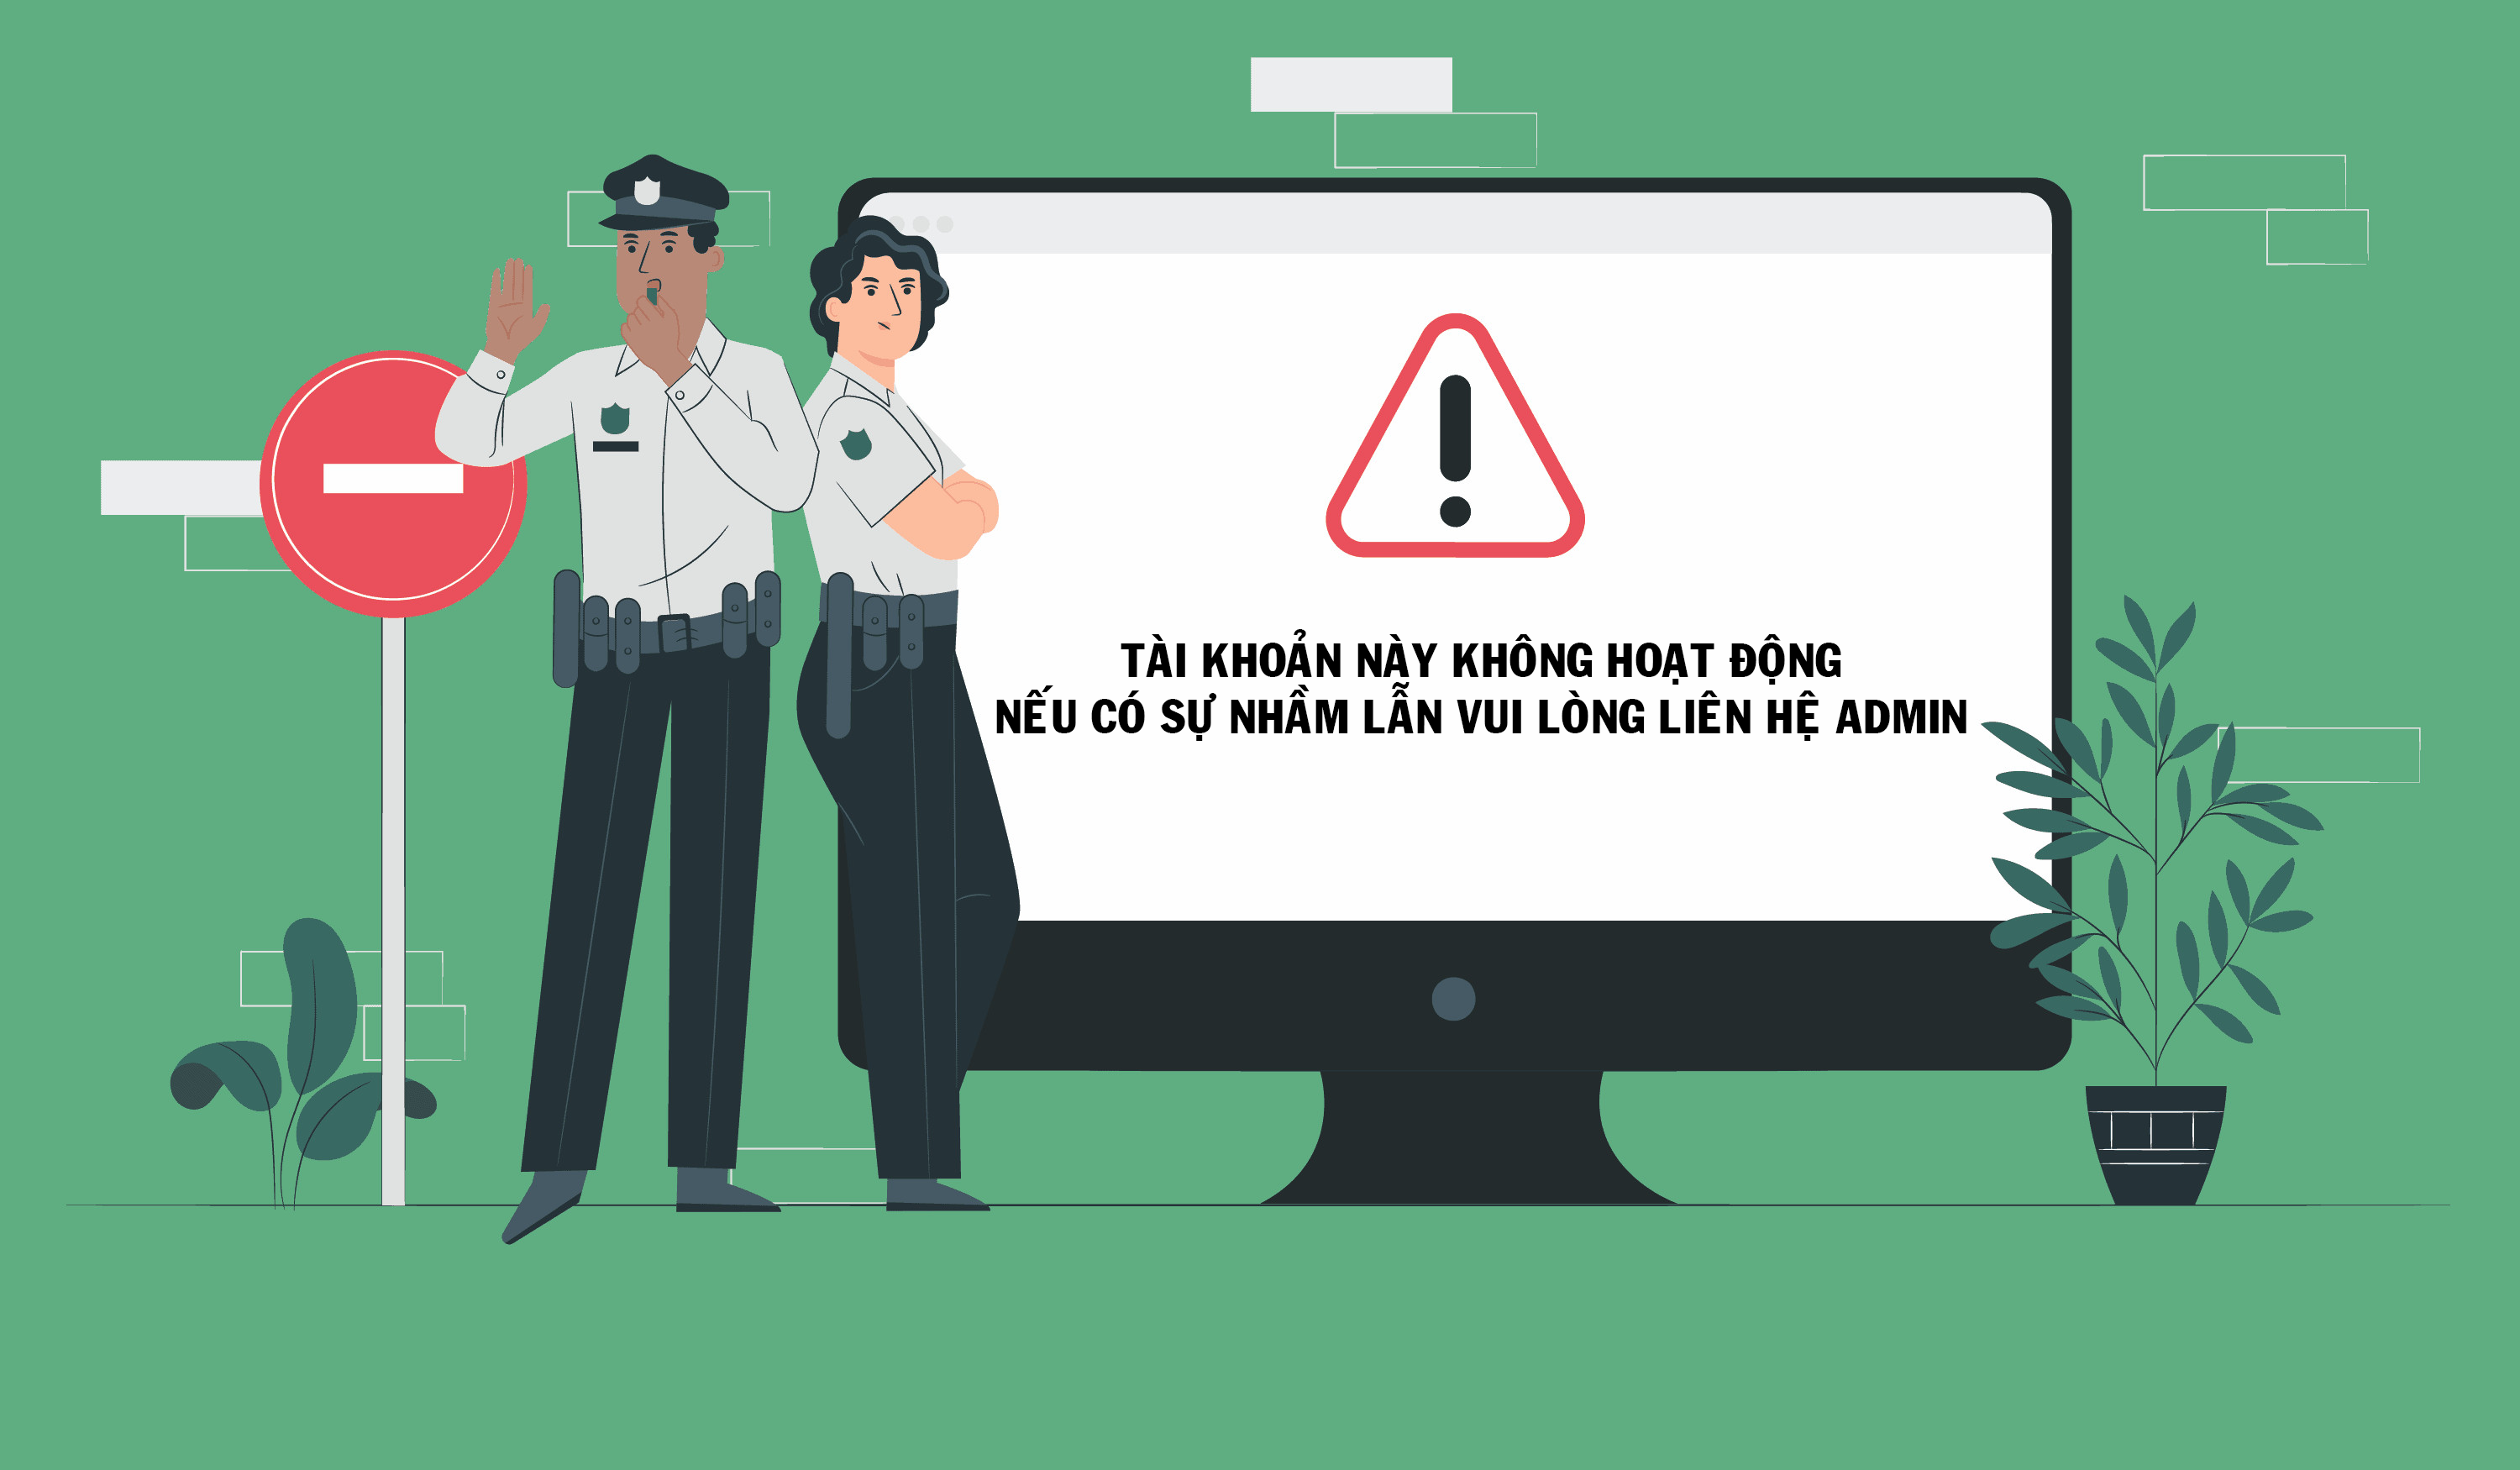 TÀI KHOẢN NÀY KHÔNG HOẠT ĐỘNG
NẾU CÓ SỰ NHẦM LẪN VUI LÒNG LIÊN HỆ ADMIN